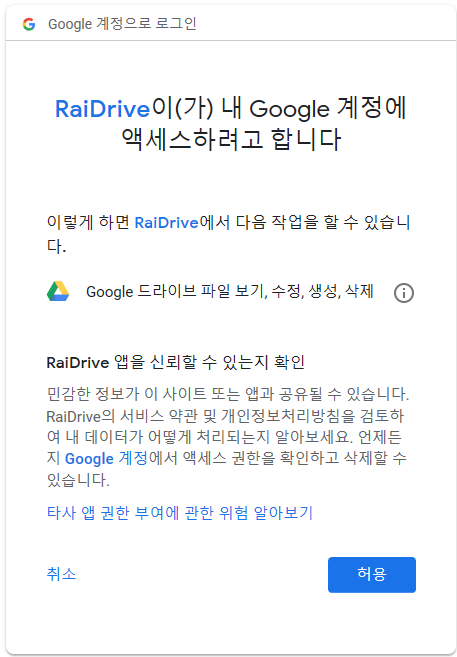 Google 계정으로 로그인
RaiDrive이(가) 내 Google 계정에
액세스하려고 합니다
이렇게 하면 RaiDrive에서 다음 작업을 할 수 있습니
다.
Google 드라이브 파일 보기, 수정, 생성, 삭제
RaiDrive 앱을 신뢰할 수 있는지 확인
민감한 정보가 이 사이트 또는 앱과 공유될 수 있습니다.
RaiDrive의 서비스 약관 및 개인정보처리방침을 검토하
여 내 데이터가 어떻게 처리되는지 알아보세요. 언제든
지 Google 계정에서 액세스 권한을 확인하고 삭제할 수
있습니다.
타사 앱 권한 부여에 관한 위험 알아보기
취소
허용